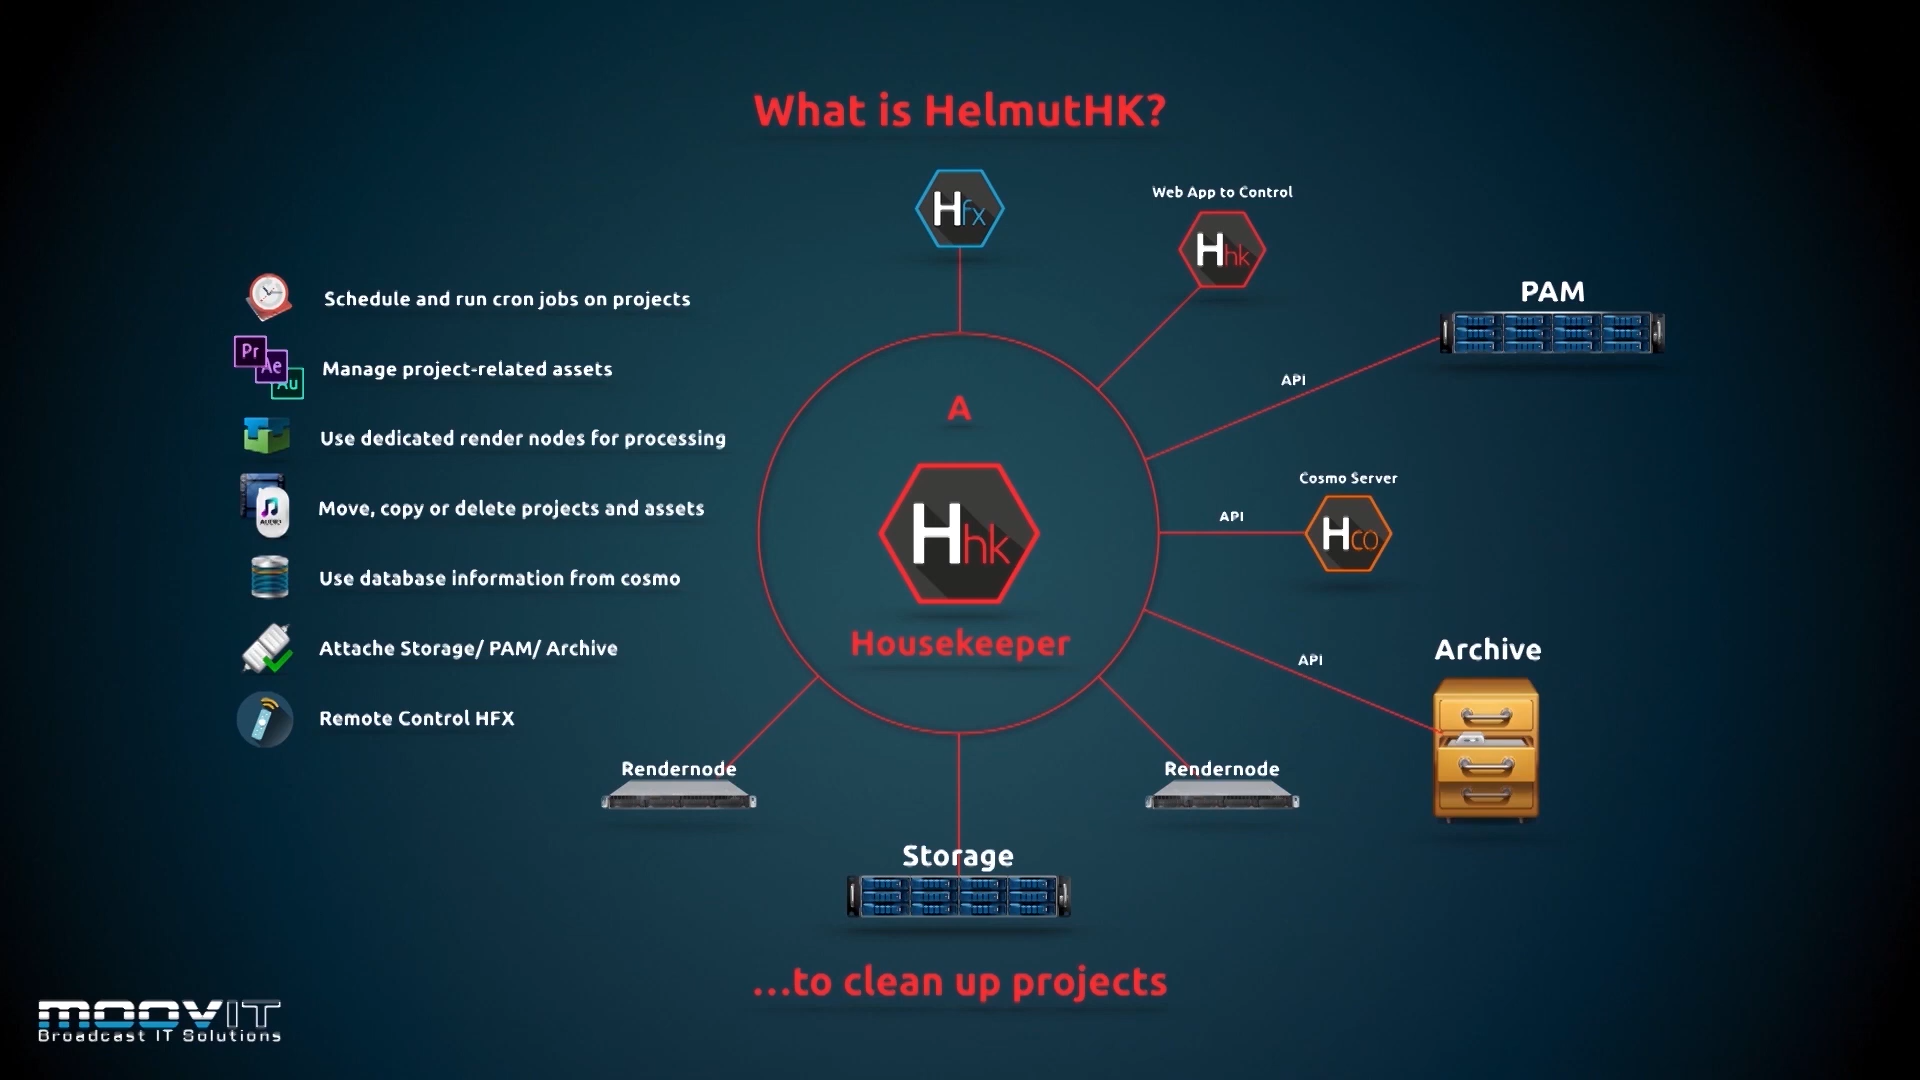 What is HelmutHK?
Hfx
Web App to Control
Hhk
PAM
Schedule and run cron jobs on projects
Pr
Ae
Au
Manage project-related assets
API
A
Use dedicated render nodes for processing
Cosmo Server
Move, copy or delete projects and assets
AUDIO
API
Hhk
Hco
Use database information from cosmo
Housekeeper
Attache Storage/ PAM/ Archive
API
Archive
Remote Control HFX
Rendernode
Rendernode
Storage
...to clean up projects
MOOVIT
Broadcast IT Solutions